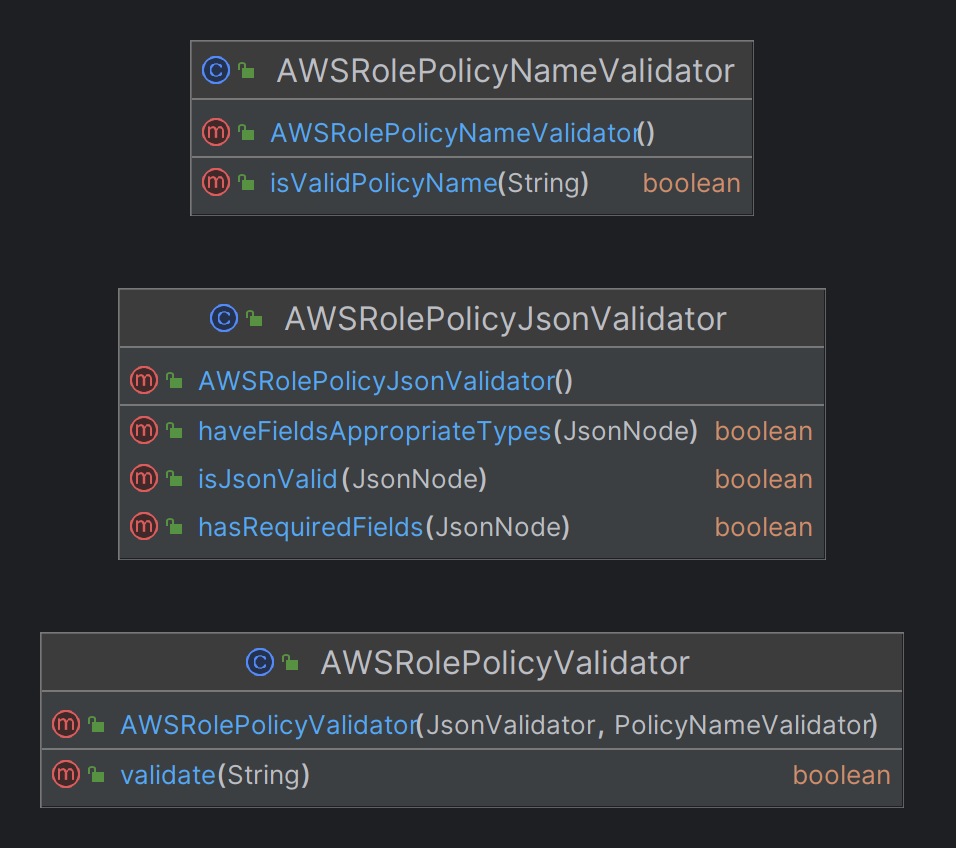 C AWSRolePolicyNameValidator
m AWSRolePolicyNameValidator()
m isValidPolicyName(String) boolean
C AWSRolePolicyJsonValidator
m AWSRolePolicyJsonValidator()
m haveFieldsAppropriateTypes(JsonNode) boolean
m isJsonValid(JsonNode) boolean
m hasRequiredFields(JsonNode) boolean
C AWSRolePolicyValidator
m AWSRolePolicyValidator(JsonValidator, PolicyNameValidator)
m validate(String) boolean